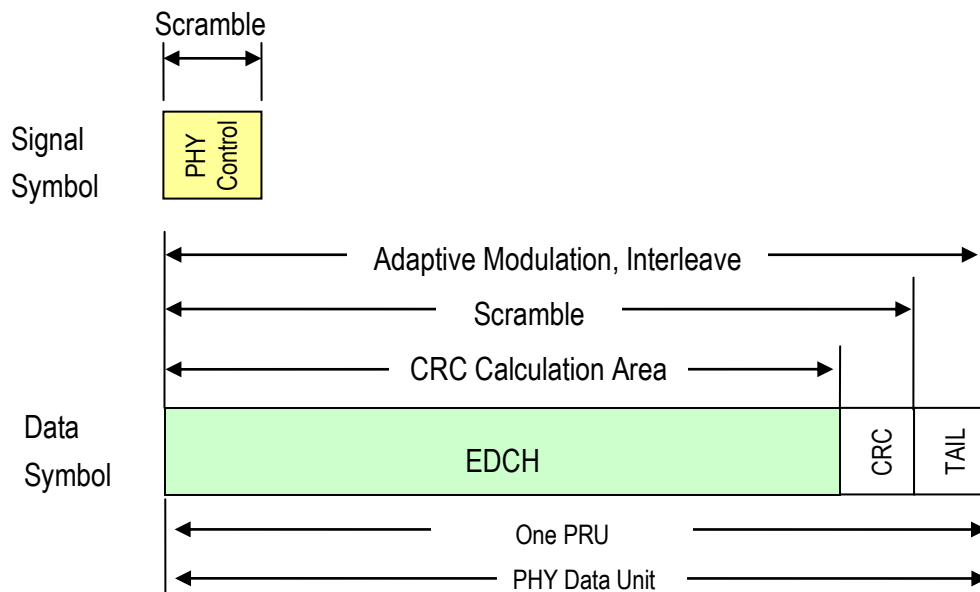 Scramble
Signal
Symbol
PHY
Control
Adaptive Modulation, Interleave
Scramble
CRC Calculation Area
Data
Symbol
EDCH
CRC
TAIL
One PRU
PHY Data Unit